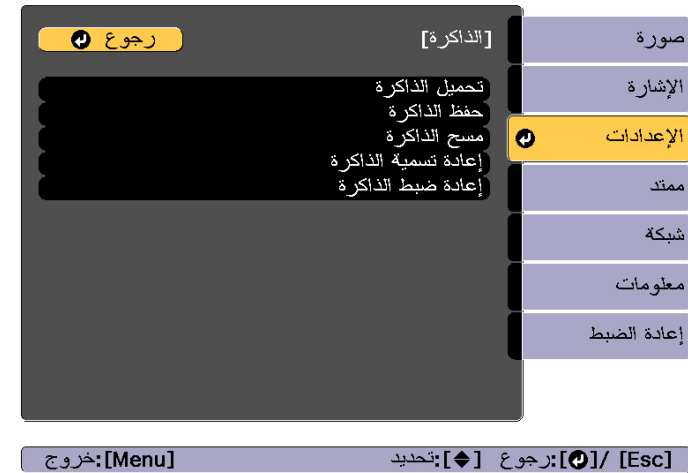 صورة
الإشارة
الإعدادات
ممتد
شبكة
معلومات
إعادة الضبط
[الذاكرة]
رجوع
تحميل الذاكرة
حفظ الذاكرة
مسح الذاكرة
إعادة تسمية الذاكرة
إعادة ضبط الذاكرة
[Esc] /[⏎]:رجوع [◆]:تحديد [Menu]:خروج